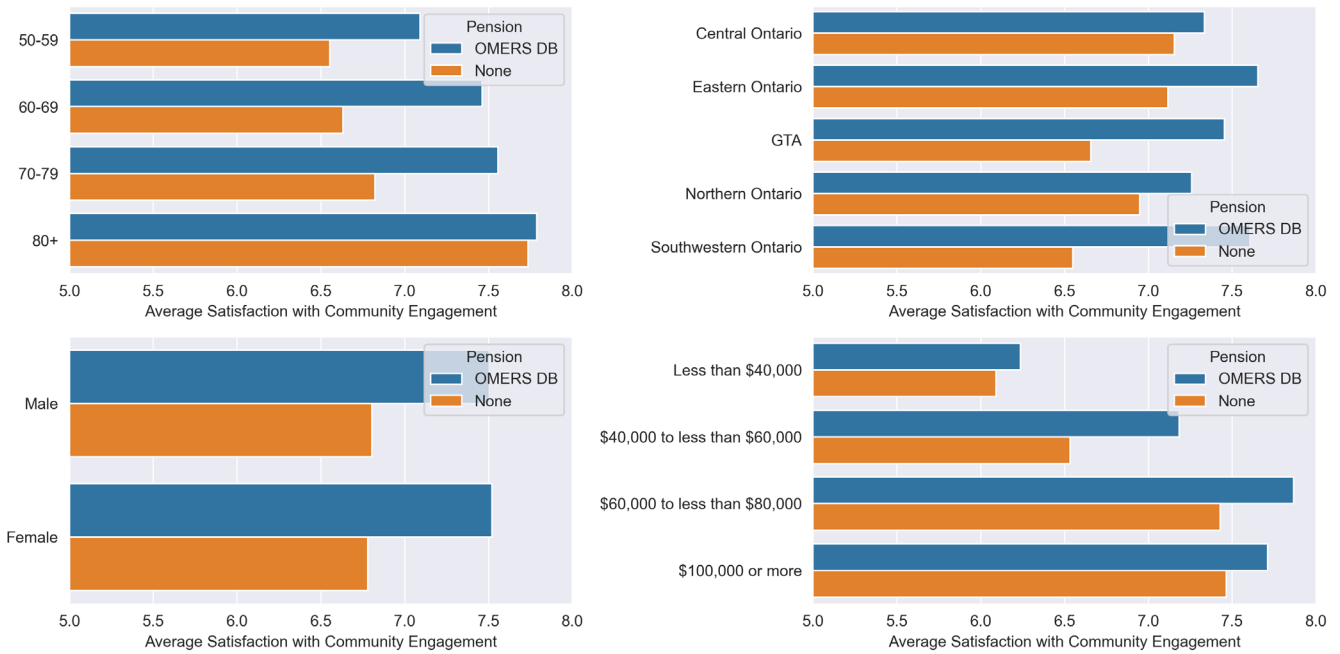 50-59
60-69
70-79
80+
Pension
OMERS DB
None
5.0 5.5 6.0 6.5 7.0 7.5 8.0
Average Satisfaction with Community Engagement
Central Ontario
Eastern Ontario
GTA
Northern Ontario
Southwestern Ontario
Pension
OMERS DB
None
5.0 5.5 6.0 6.5 7.0 7.5 8.0
Average Satisfaction with Community Engagement
Male
Female
Pension
OMERS DB
None
5.0 5.5 6.0 6.5 7.0 7.5 8.0
Average Satisfaction with Community Engagement
Less than $40,000
$40,000 to less than $60,000
$60,000 to less than $80,000
$100,000 or more
Pension
OMERS DB
None
5.0 5.5 6.0 6.5 7.0 7.5 8.0
Average Satisfaction with Community Engagement